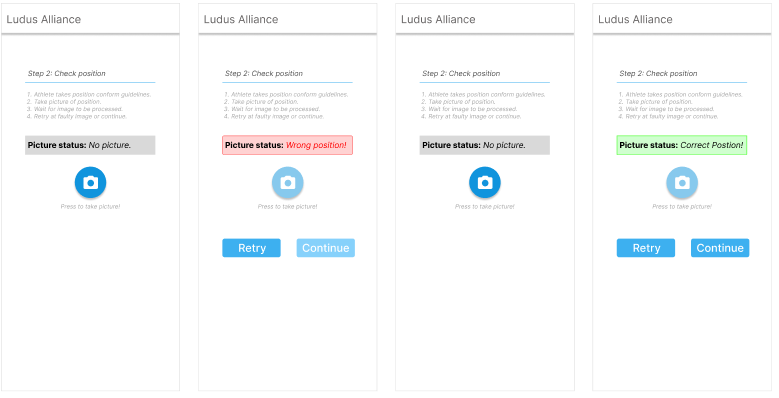 Ludus Alliance
Step 2: Check position
1. Athlete takes position conform guidelines.
2. Take picture of position.
3. Wait for image to be processed.
4. Retry at faulty image or continue.
Picture status: No picture.
Press to take picture!
Ludus Alliance
Step 2: Check position
1. Athlete takes position conform guidelines.
2. Take picture of position.
3. Wait for image to be processed.
4. Retry at faulty image or continue.
Picture status: Wrong position!
Press to take picture!
Retry
Continue
Ludus Alliance
Step 2: Check position
1. Athlete takes position conform guidelines.
2. Take picture of position.
3. Wait for image to be processed.
4. Retry at faulty image or continue.
Picture status: No picture.
Press to take picture!
Ludus Alliance
Step 2: Check position
1. Athlete takes position conform guidelines.
2. Take picture of position.
3. Wait for image to be processed.
4. Retry at faulty image or continue.
Picture status: Correct Postion!
Press to take picture!
Retry
Continue